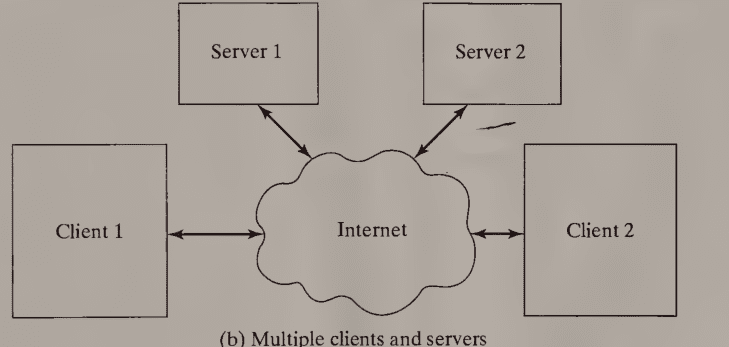 Server 1
Server 2
Client 1
Internet
Client 2
(b) Multiple clients and servers